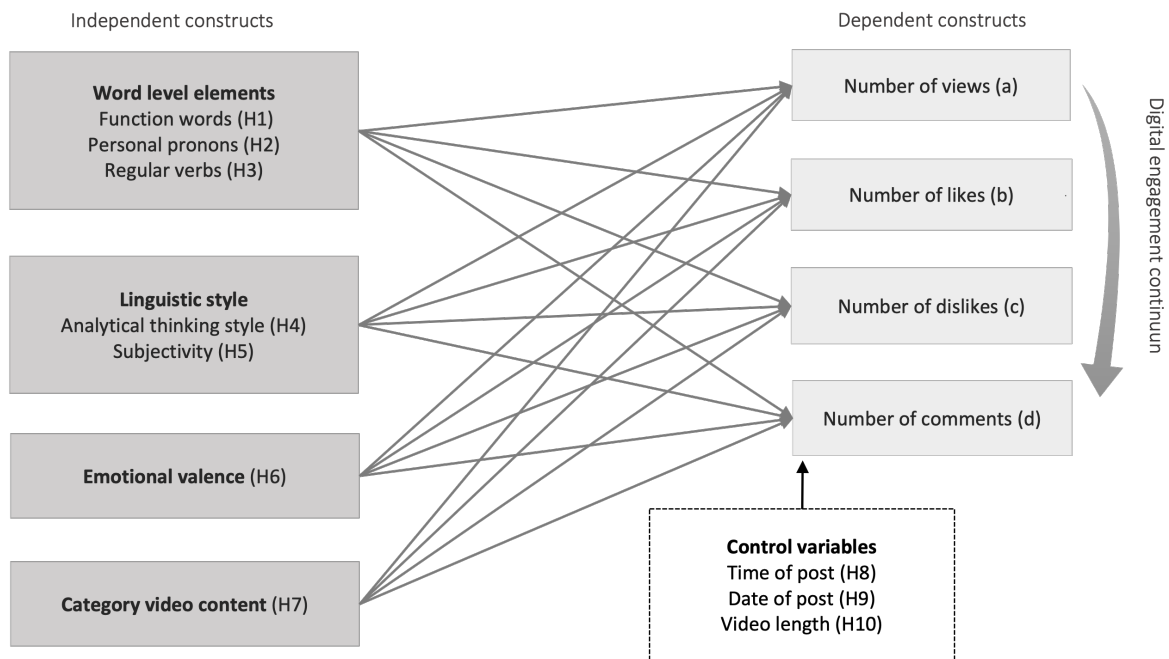 Independent constructs
Dependent constructs
Word level elements
Function words (H1)
Personal pronons (H2)
Regular verbs (H3)
Linguistic style
Analytical thinking style (H4)
Subjectivity (H5)
Emotional valence (H6)
Category video content (H7)
Number of views (a)
Number of likes (b)
Number of dislikes (c)
Number of comments (d)
Digital engagement continuun
Control variables
Time of post (H8)
Date of post (H9)
Video length (H10)